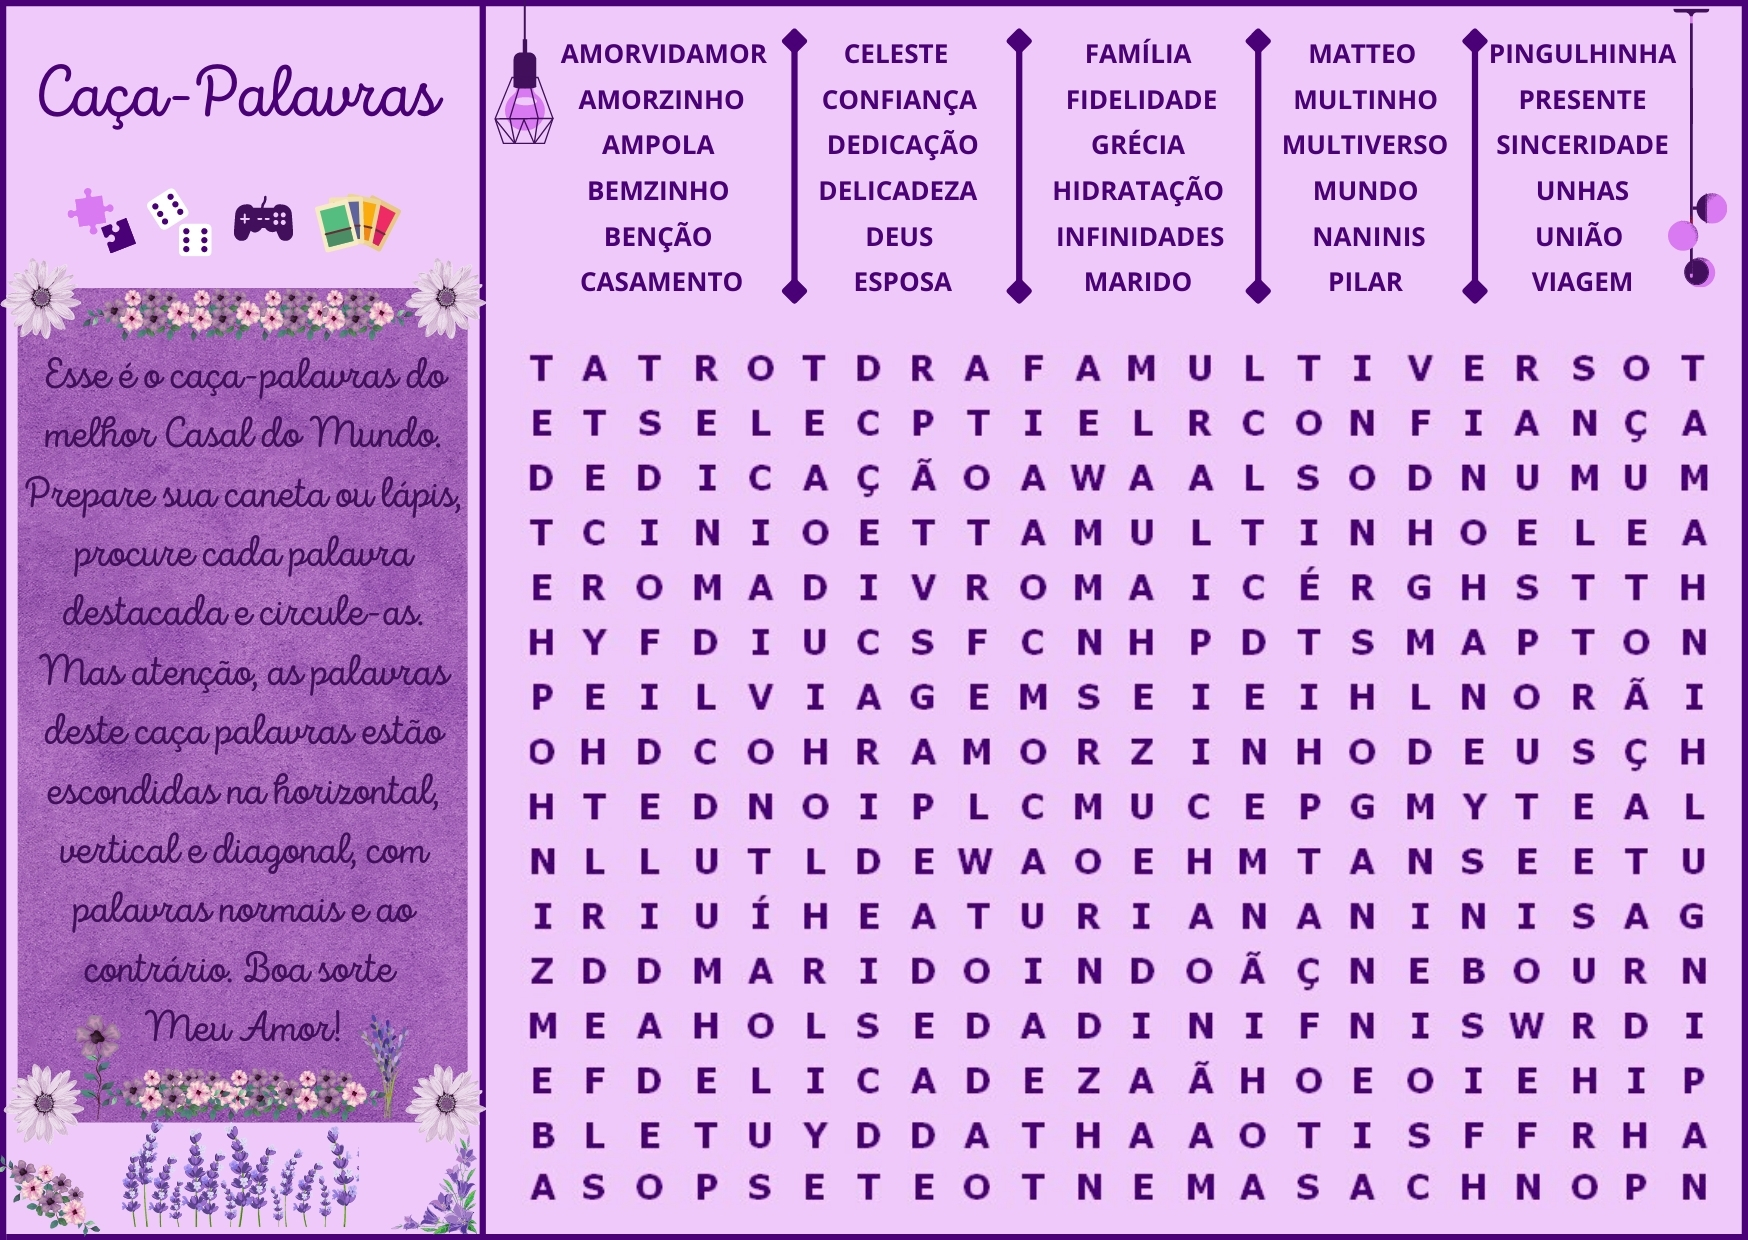 Caça-Palavras
Esse é o caça-palavras do
melhor Casal do Mundo.
Prepare sua caneta ou lápis,
procure cada palavra
destacada e circule-as.
Mas atenção, as palavras
deste caça palavras estão
escondidas na horizontal,
vertical e diagonal, com
palavras normais e ao
contrário. Boa sorte
Meu Amor!
AMORVIDAMOR CELESTE FAMÍLIA MATTEO PINGULHINHA
AMORZINHO CONFIANÇA FIDELIDADE MULTINHO PRESENTE
AMPOLA DEDICAÇÃO GRÉCIA MULTIVERSO SINCERIDADE
BEMZINHO DELICADEZA HIDRATAÇÃO MUNDO UNHAS
BENÇÃO DEUS INFINIDADES NANINIS UNIÃO
CASAMENTO ESPOSA MARIDO PILAR VIAGEM
T A T R O T D R A F A M U L T I V E R S O T
E T S E L E C P T I E L R C O N F I A N Ç A
D E D I C A Ç Ã O A W A A L S O D N U M U M
T C I N I O E T T A M U L T I N H O E L E A
E R O M A D I V R O M A I C É R G H S T T H
H Y F D I U C S F C N H P D T S M A P T O N
P E I L V I A G E M S E I E I H L N O R Ã I
O H D C O H R A M O R Z I N H O D E U S Ç H
H T E D N O I P L C M U C E P G M Y T E A L
N L L U T L D E W A O E H M T A N S E E T U
I R I U Í H E A T U R I A N A N I N I S A G
Z D D M A R I D O I N D O Ã Ç N E B O U R N
M E A H O L S E D A D I N I F N I S W R D I
E F D E L I C A D E Z A Ã H O E O I E H I P
B L E T U Y D D A T H A A O T I S F F R H A
A S O P S E T E O T N E M A S A C H N O P N